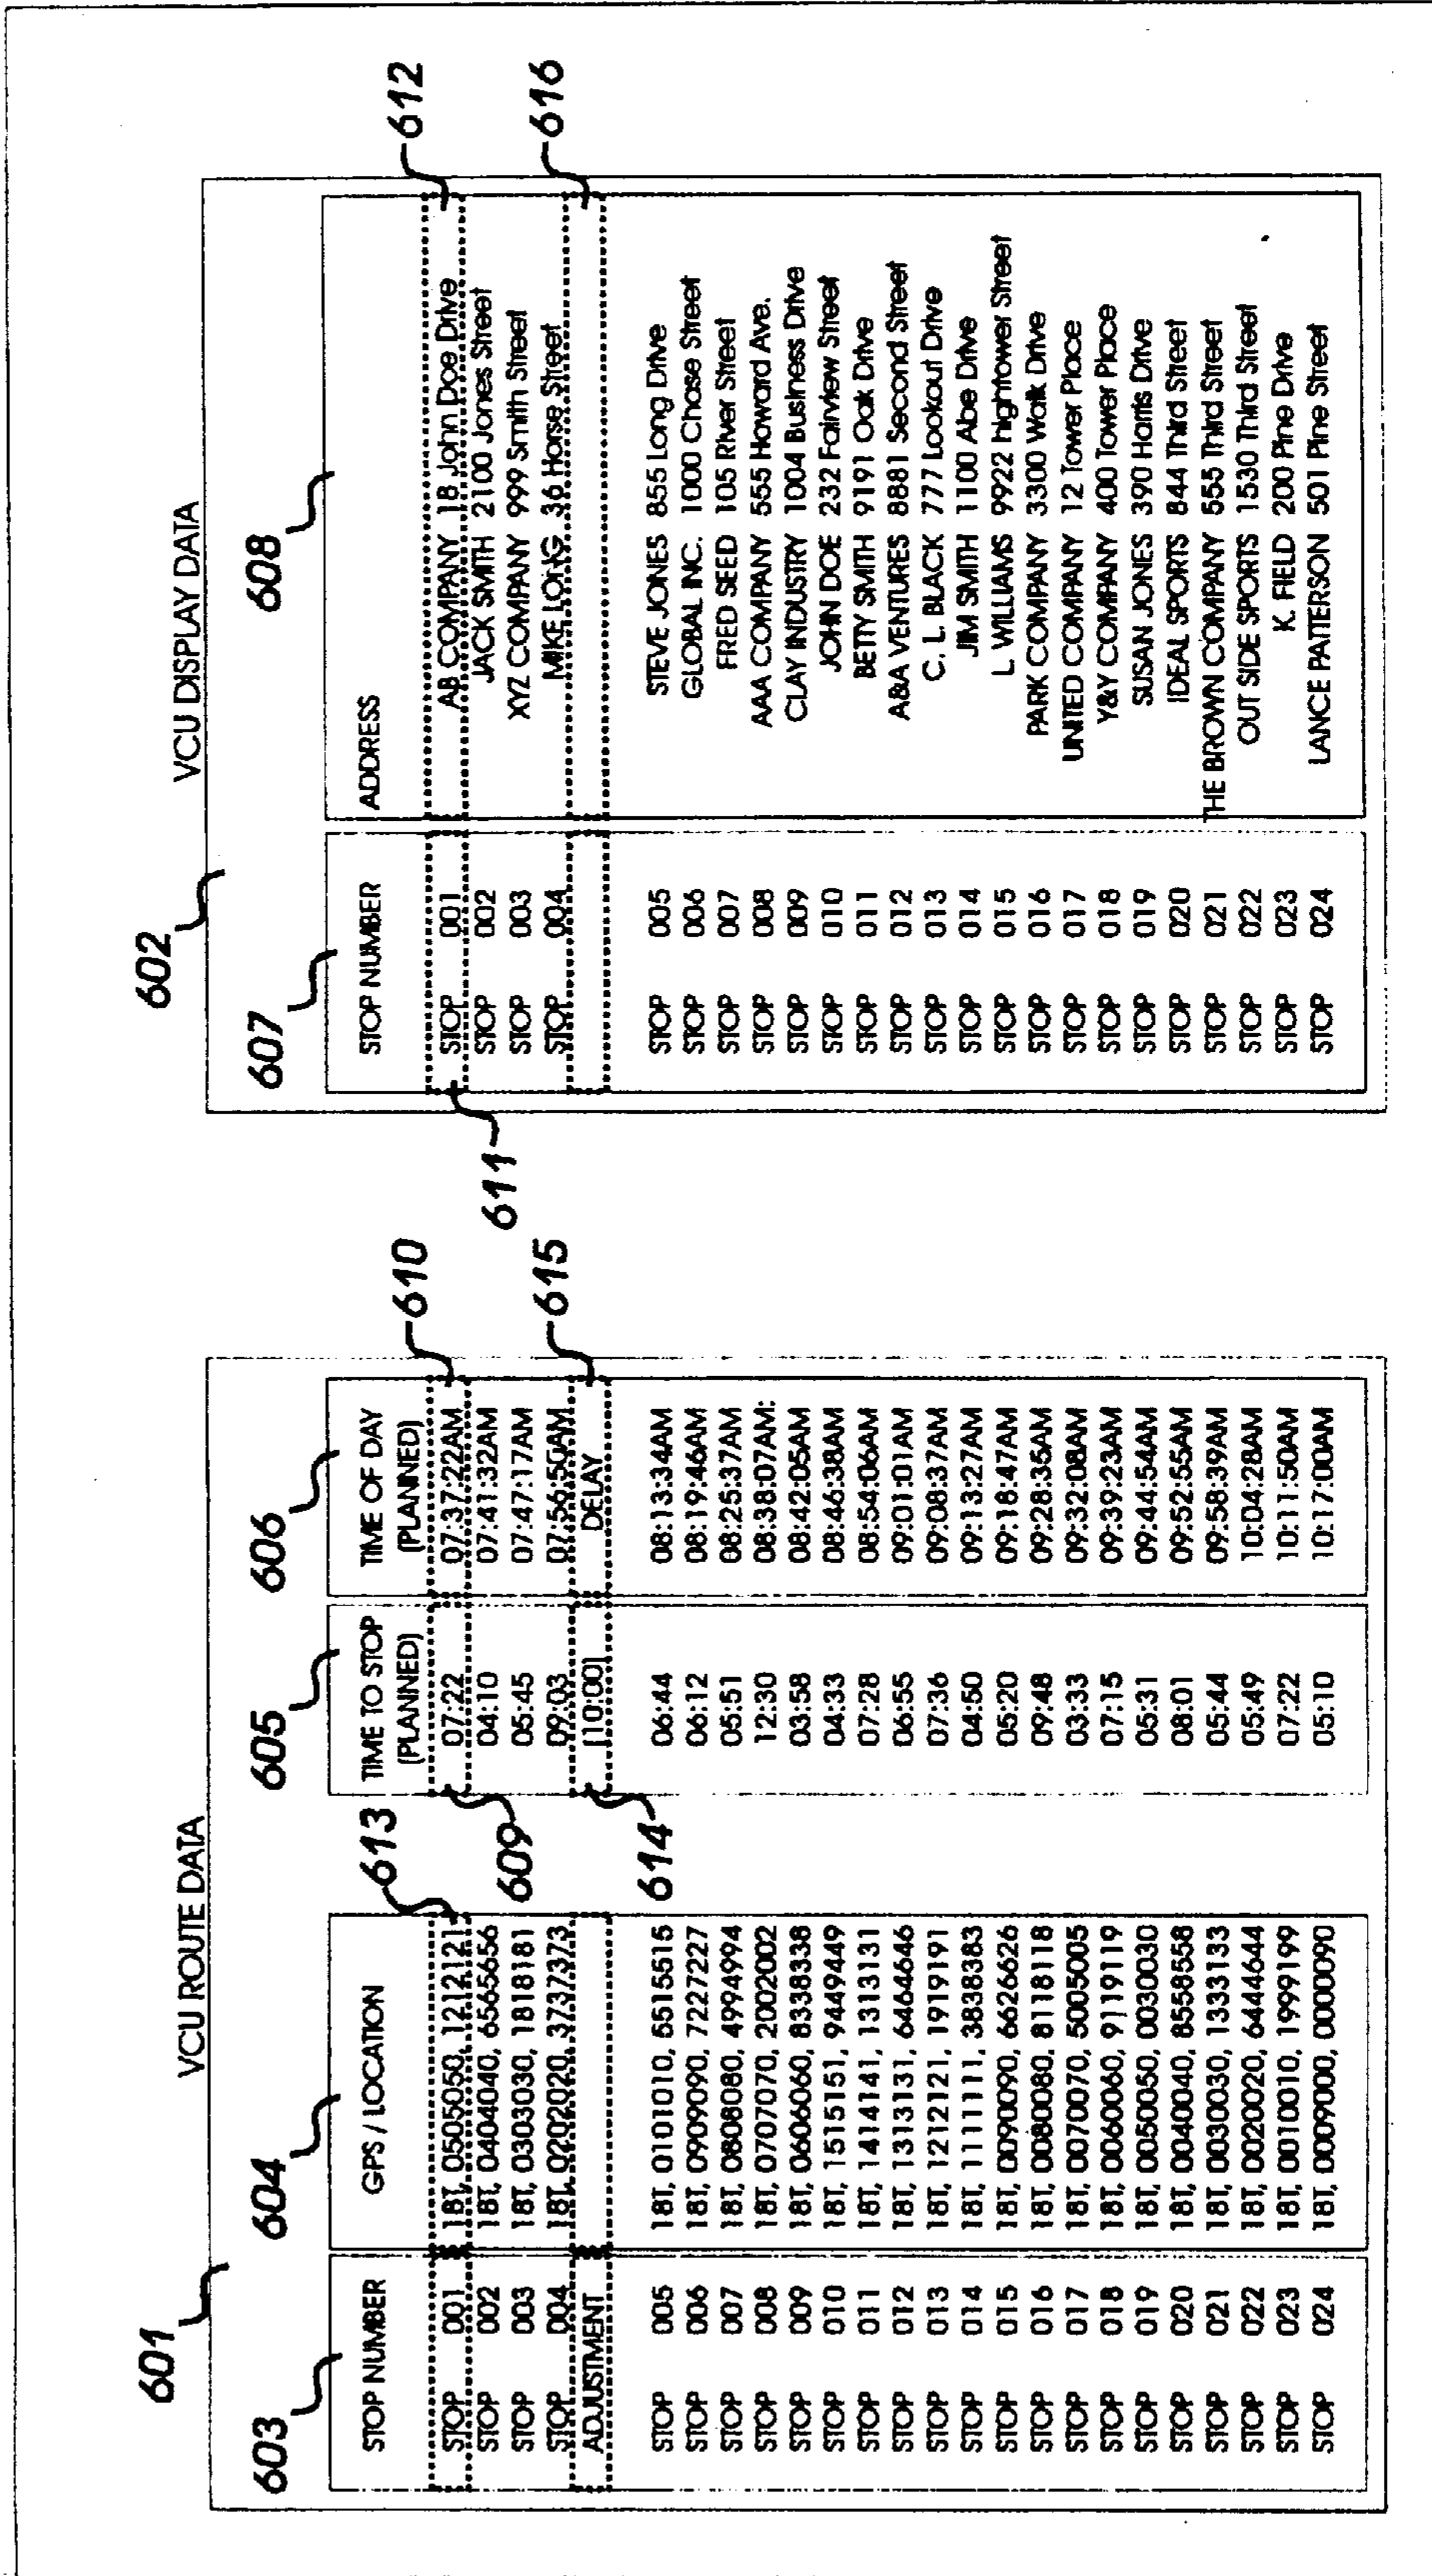 VCU ROUTE DATA
601
603
604
605
606
STOP NUMBER GPS / LOCATION TIME TO STOP (PLANNED) TIME OF DAY (PLANNED)
613
610
STOP 001 18T, 0505050, 1212121 07:22 07:37:22AM
STOP 002 18T, 0404040, 6565656 04:10 07:41:32AM
609
STOP 003 18T, 0303030, 1818181 05:45 07:47:17AM
STOP 004 18T, 0202020, 3737373 09:03 07:56:50AM
615
ADJUSTMENT [10:00] DELAY
614
STOP 005 18T, 0101010, 5515515 06:44 08:13:34AM
STOP 006 18T, 0909090, 7227227 06:12 08:19:46AM
STOP 007 18T, 0808080, 4994994 05:51 08:25:37AM
STOP 008 18T, 0707070, 2002002 12:30 08:38:07AM:
STOP 009 18T, 0606060, 8338338 03:58 08:42:05AM
STOP 010 18T, 1515151, 9449449 04:33 08:46:38AM
STOP 011 18T, 1414141, 1313131 07:28 08:54:06AM
STOP 012 18T, 1313131, 6464646 06:55 09:01:01AM
STOP 013 18T, 1212121, 1919191 07:36 09:08:37AM
STOP 014 18T, 1111111, 3838383 04:50 09:13:27AM
STOP 015 18T, 0090090, 6626626 05:20 09:18:47AM
STOP 016 18T, 0080080, 8118118 09:48 09:28:35AM
STOP 017 18T, 0070070, 5005005 03:33 09:32:08AM
STOP 018 18T, 0060060, 9119119 07:15 09:39:23AM
STOP 019 18T, 0050050, 0030030 05:31 09:44:54AM
STOP 020 18T, 0040040, 8558558 08:01 09:52:55AM
STOP 021 18T, 0030030, 1333133 05:44 09:58:39AM
STOP 022 18T, 0020020, 6444644 05:49 10:04:28AM
STOP 023 18T, 0010010, 1999199 07:22 10:11:50AM
STOP 024 18T, 0009000, 0000090 05:10 10:17:00AM
VCU DISPLAY DATA
602
607
608
STOP NUMBER ADDRESS
612
STOP 001 AB COMPANY 1B John Doe Drive
611
STOP 002 JACK SMITH 2100 Jones Street
STOP 003 XYZ COMPANY 999 Smith Street
STOP 004 MIKE LONG 36 Horse Street
616
STOP 005 STEVE JONES 855 Long Drive
STOP 006 GLOBAL INC. 1000 Chase Street
STOP 007 FRED SEED 105 River Street
STOP 008 AAA COMPANY 555 Howard Ave.
STOP 009 CLAY INDUSTRY 1004 Business Drive
STOP 010 JOHN DOE 232 Fairview Street
STOP 011 BETTY SMITH 9191 Oak Drive
STOP 012 A&A VENTURES 8881 Second Street
STOP 013 C. L. BLACK 777 Lookout Drive
STOP 014 JIM SMITH 1100 Abe Drive
STOP 015 L. WILLIAMS 9922 hightower Street
STOP 016 PARK COMPANY 3300 Walk Drive
STOP 017 UNITED COMPANY 12 Tower Place
STOP 018 Y&Y COMPANY 400 Tower Place
STOP 019 SUSAN JONES 390 Harris Drive
STOP 020 IDEAL SPORTS 844 Third Street
STOP 021 THE BROWN COMPANY 555 Third Street
STOP 022 OUT SIDE SPORTS 1530 Third Street
STOP 023 K. FIELD 200 Pine Drive
STOP 024 LANCE PATTERSON 501 Pine Street